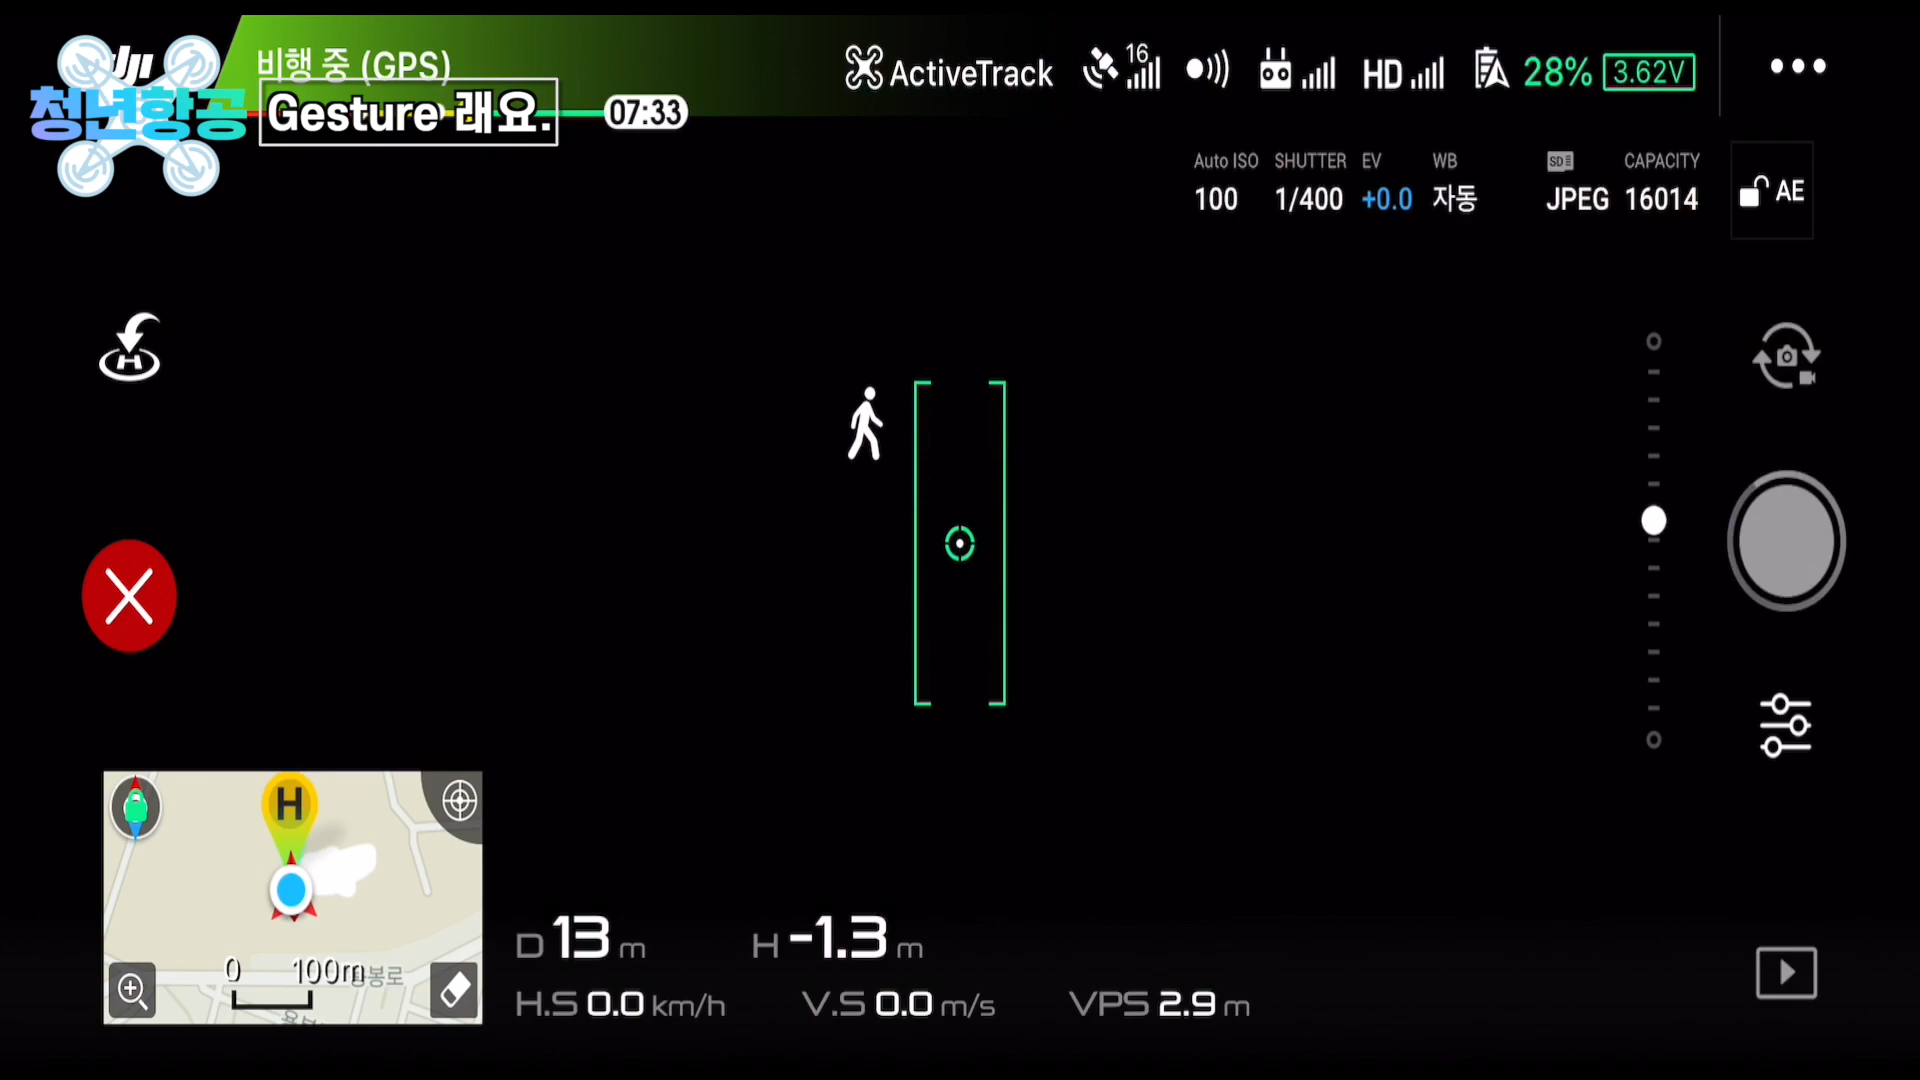 dji
청년항공
비행 중 (GPS)
Gesture 래요.
07:33
ActiveTrack
16
HD
28%
3.62V
Auto ISO
100
SHUTTER
1/400
EV
+0.0
WB
자동
SD
JPEG
CAPACITY
16014
AE
H
H
0 100m
D 13 m
H -1.3 m
H.S 0.0 km/h
V.S 0.0 m/s
VPS 2.9 m